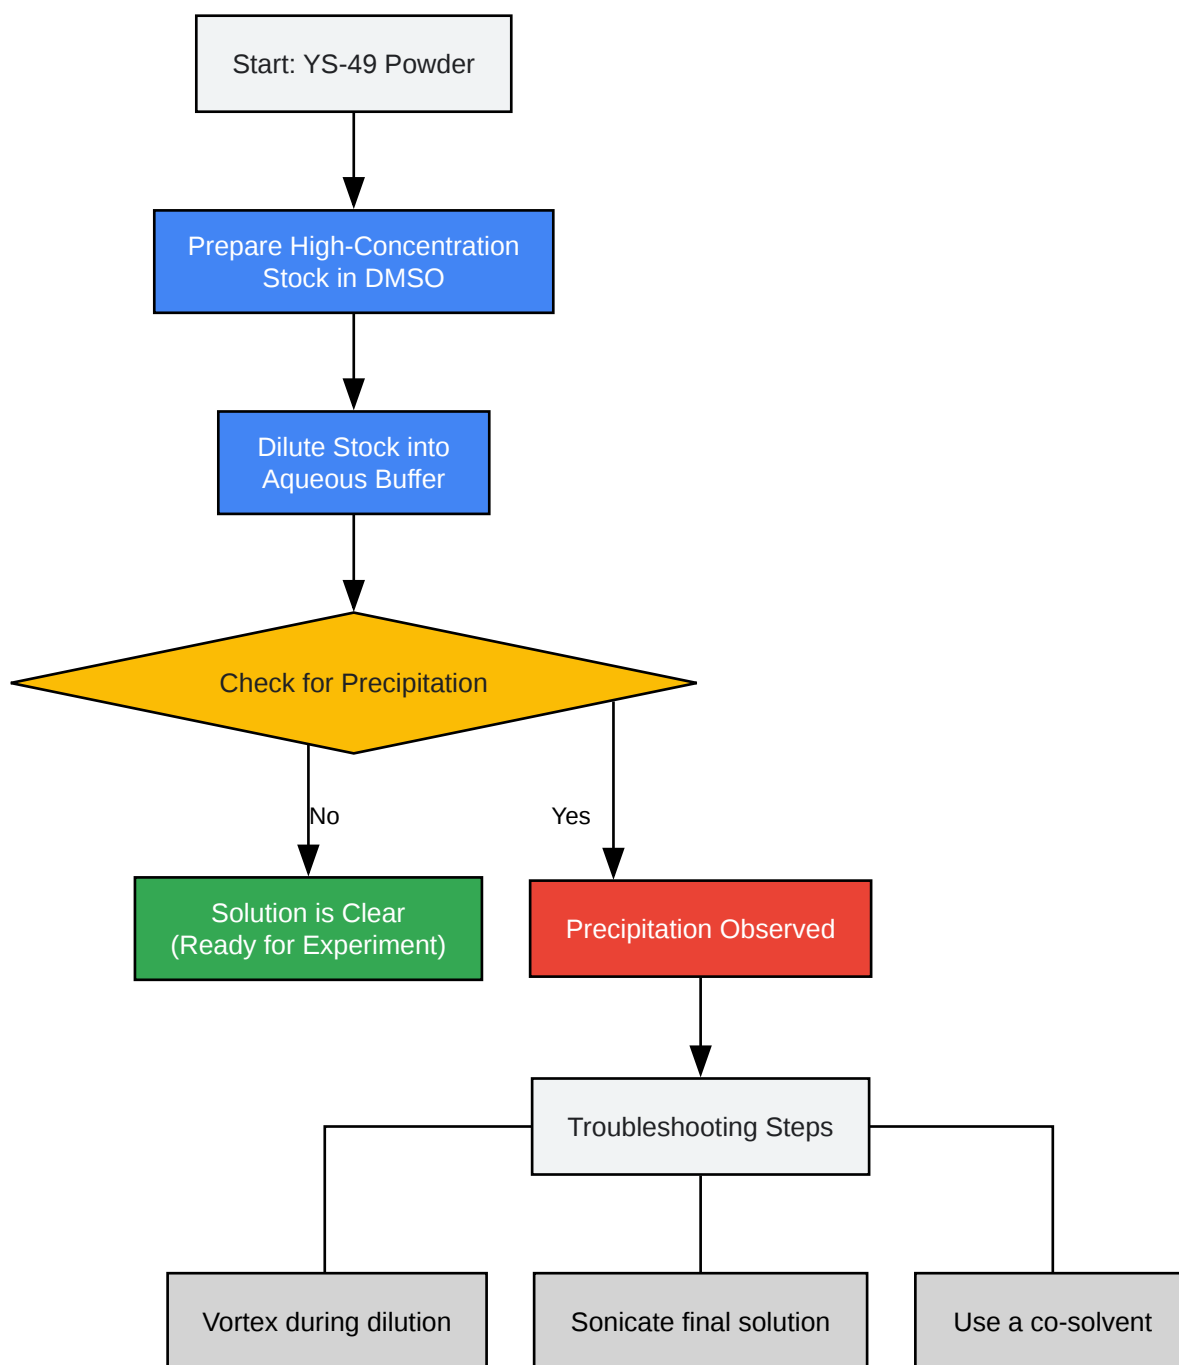 Start: YS-49 Powder
Prepare High-Concentration
Stock in DMSO
Dilute Stock into
Aqueous Buffer
Check for Precipitation
No
Yes
Solution is Clear
(Ready for Experiment)
Precipitation Observed
Troubleshooting Steps
Vortex during dilution
Sonicate final solution
Use a co-solvent